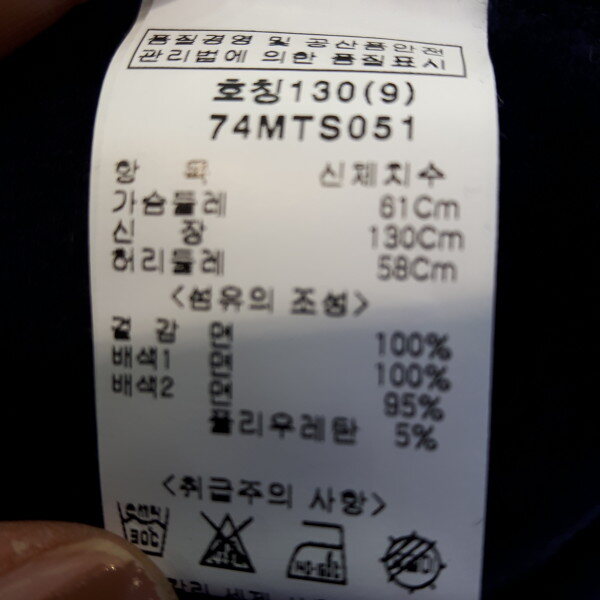 품질경영 및 공산품안전
관리법에 의한 품질표시
호칭130(9)
74MTS051
항 목 신체치수
가슴둘레 61Cm
신 장 130Cm
허리둘레 58Cm
<섬유의 조성>
겉 감 면 100%
배색1 면 100%
배색2 면 95%
폴리우레탄 5%
<취급주의 사항>
30C